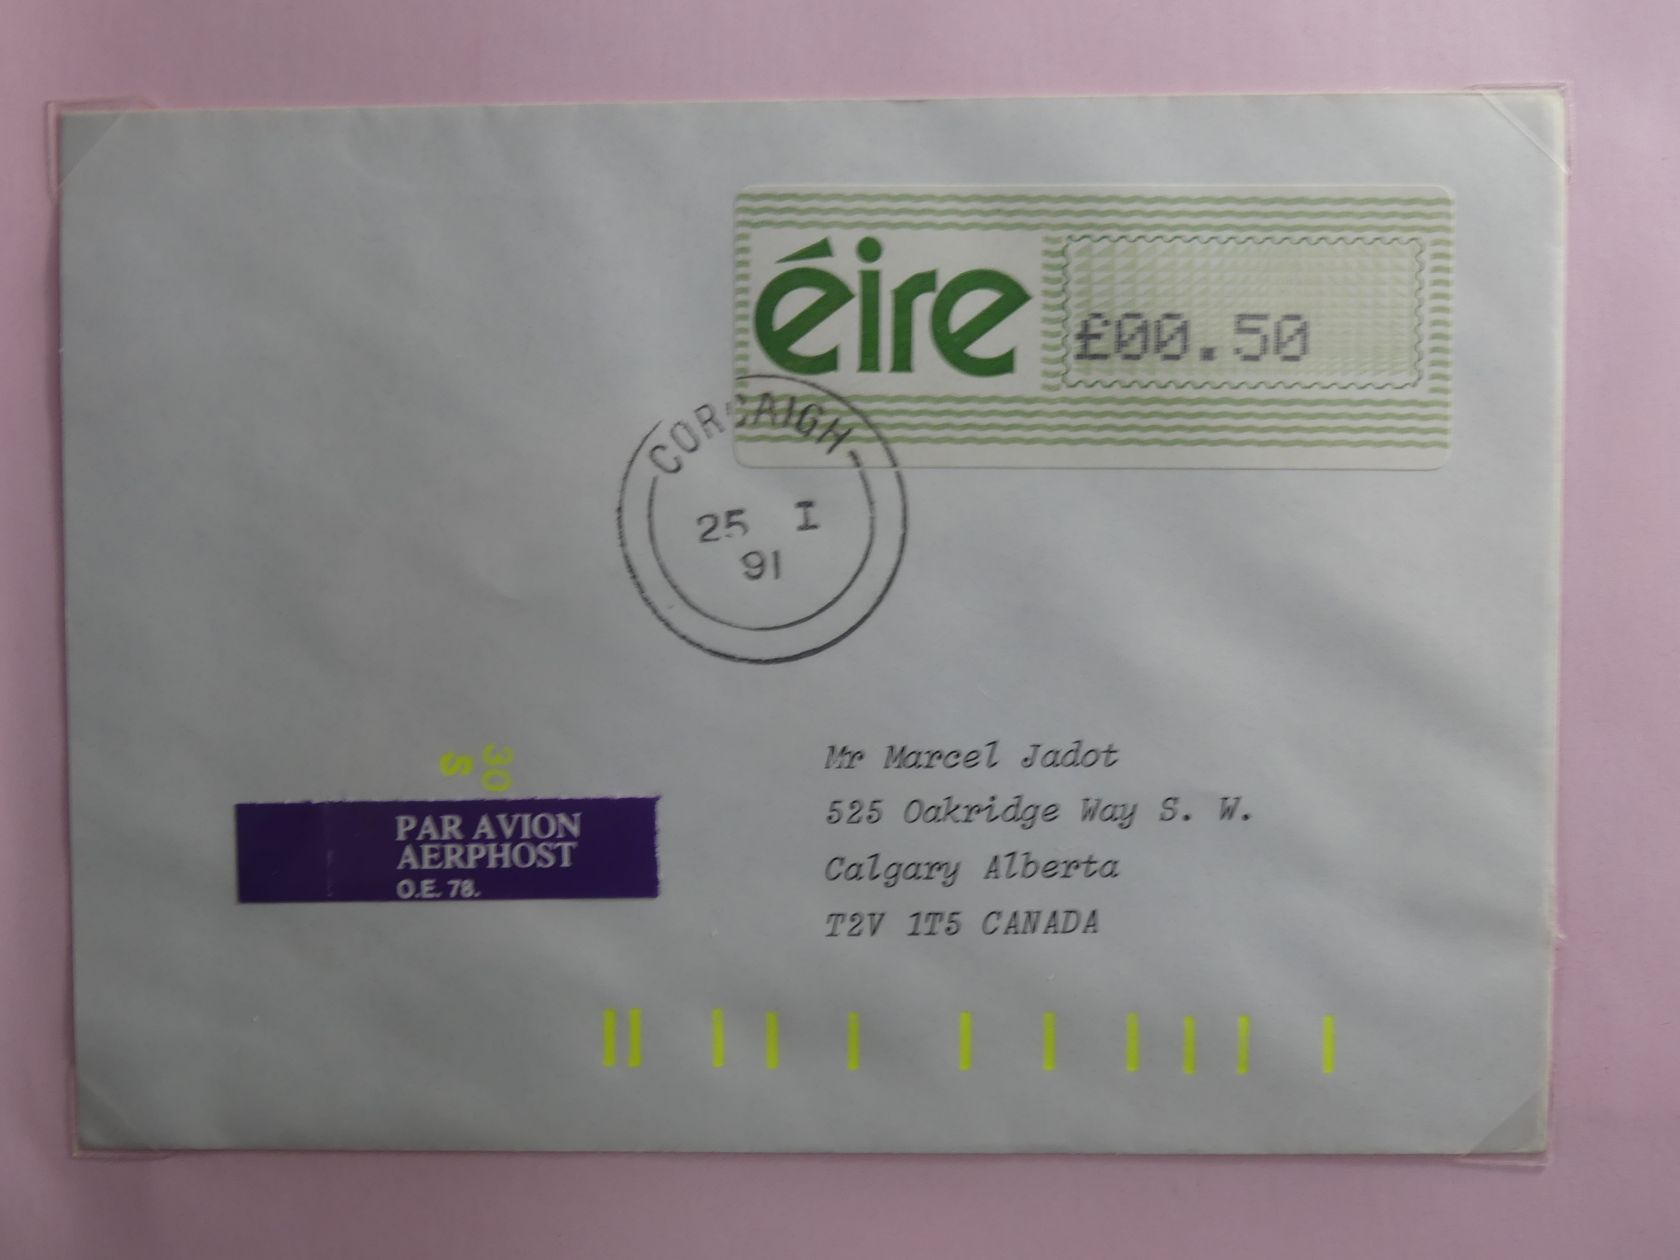 éire
£00.50
CORCAIGH
25 I
91
30
S
PAR AVION
AERPHOST
O.E. 78.
Mr Marcel Jadot
525 Oakridge Way S. W.
Calgary Alberta
T2V 1T5 CANADA